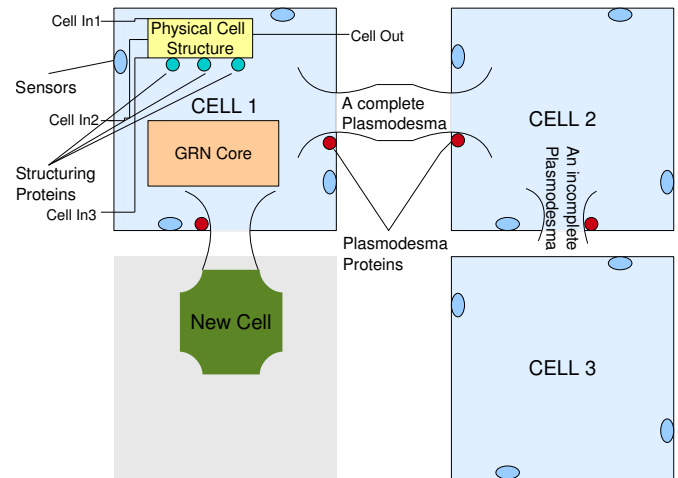 Cell In1
Physical Cell
Structure
Cell Out
Sensors
CELL 1
Cell In2
A complete
Plasmodesma
CELL 2
GRN Core
Structuring
Proteins
An incomplete
Plasmodesma
Cell In3
Plasmodesma
Proteins
New Cell
CELL 3